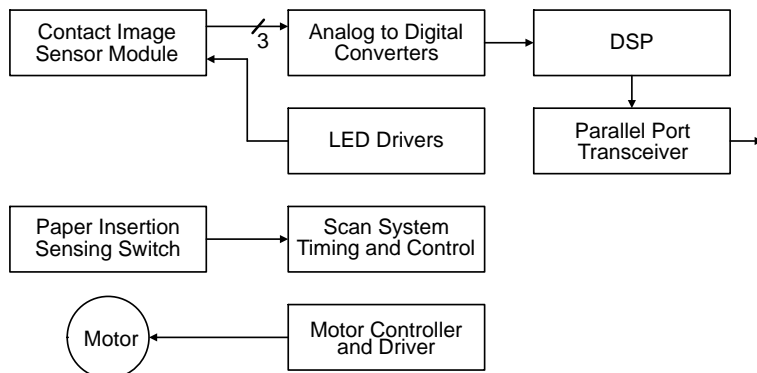 Contact Image
Sensor Module
3
Analog to Digital
Converters
DSP
LED Drivers
Parallel Port
Transceiver
Paper Insertion
Sensing Switch
Scan System
Timing and Control
Motor
Motor Controller
and Driver